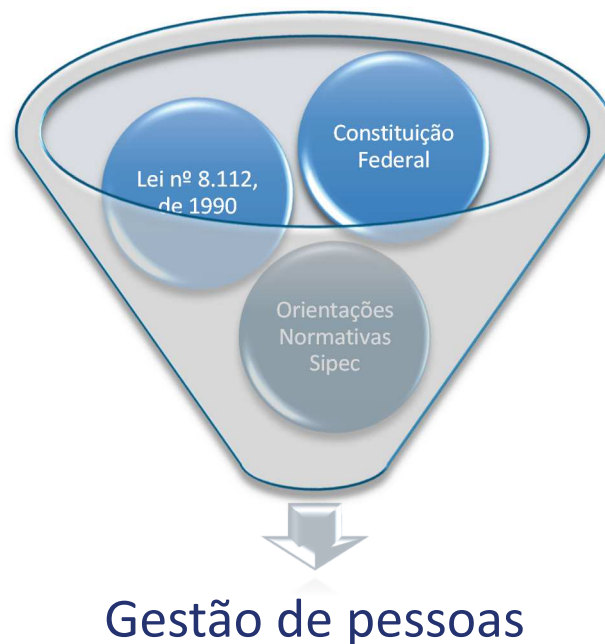 Constituição
Federal
Lei nº 8.112,
de 1990
Orientações
Normativas
Sipec
Gestão de pessoas